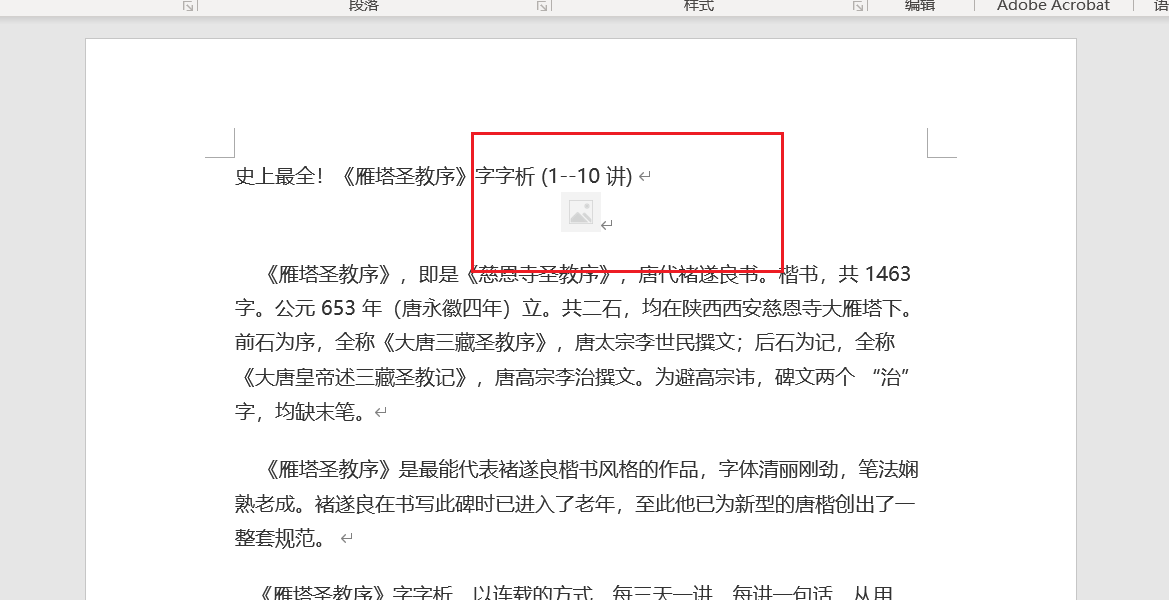 段落 样式 编辑 Adobe Acrobat 语
史上最全！《雁塔圣教序》字字析 (1--10 讲)
《雁塔圣教序》，即是《慈恩寺圣教序》，唐代褚遂良书。楷书，共 1463
字。公元 653 年（唐永徽四年）立。共二石，均在陕西西安慈恩寺大雁塔下。
前石为序，全称《大唐三藏圣教序》，唐太宗李世民撰文；后石为记，全称
《大唐皇帝述三藏圣教记》，唐高宗李治撰文。为避高宗讳，碑文两个 “治”
字，均缺末笔。
《雁塔圣教序》是最能代表褚遂良楷书风格的作品，字体清丽刚劲，笔法娴
熟老成。褚遂良在书写此碑时已进入了老年，至此他已为新型的唐楷创出了一
整套规范。
《雁塔圣教序》字字析，以连载的方式，每三天一讲，每讲一句话，从用